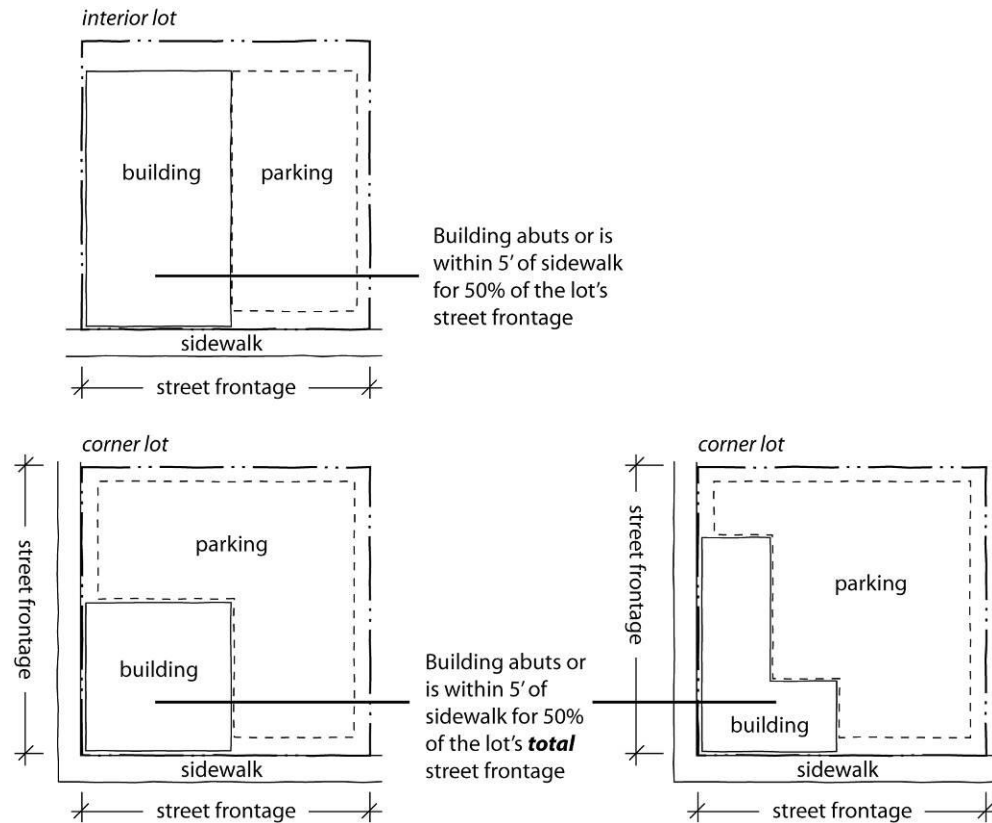 interior lot
building
parking
Building abuts or is
within 5’ of sidewalk
for 50% of the lot’s
street frontage
sidewalk
street frontage
corner lot
street frontage
parking
building
sidewalk
street frontage
Building abuts or
is within 5’ of
sidewalk for 50%
of the lot’s total
street frontage
corner lot
street frontage
parking
building
sidewalk
street frontage